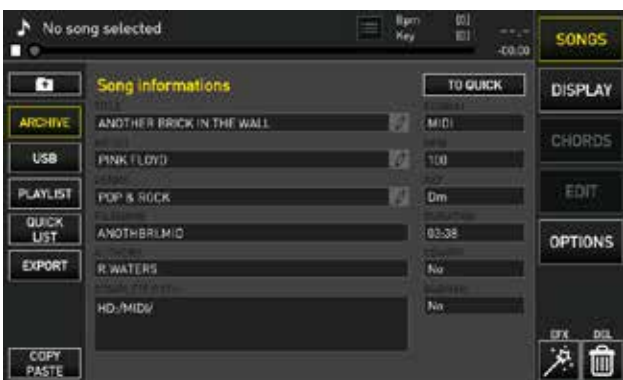 No song selected
Bpm [0]
Key [0]
--.-
-00:00
SONGS
Song informations
TO QUICK
DISPLAY
TITLE
ARCHIVE
ANOTHER BRICK IN THE WALL
MIDI
CHORDS
USB
PINK FLOYD
100
PLAYLIST
POP & ROCK
Dm
EDIT
QUICK
LIST
ANOTHBRI.MID
03:38
OPTIONS
EXPORT
R.WATERS
No
HD:/MIDI/
No
COPY
PASTE
GFX DEL